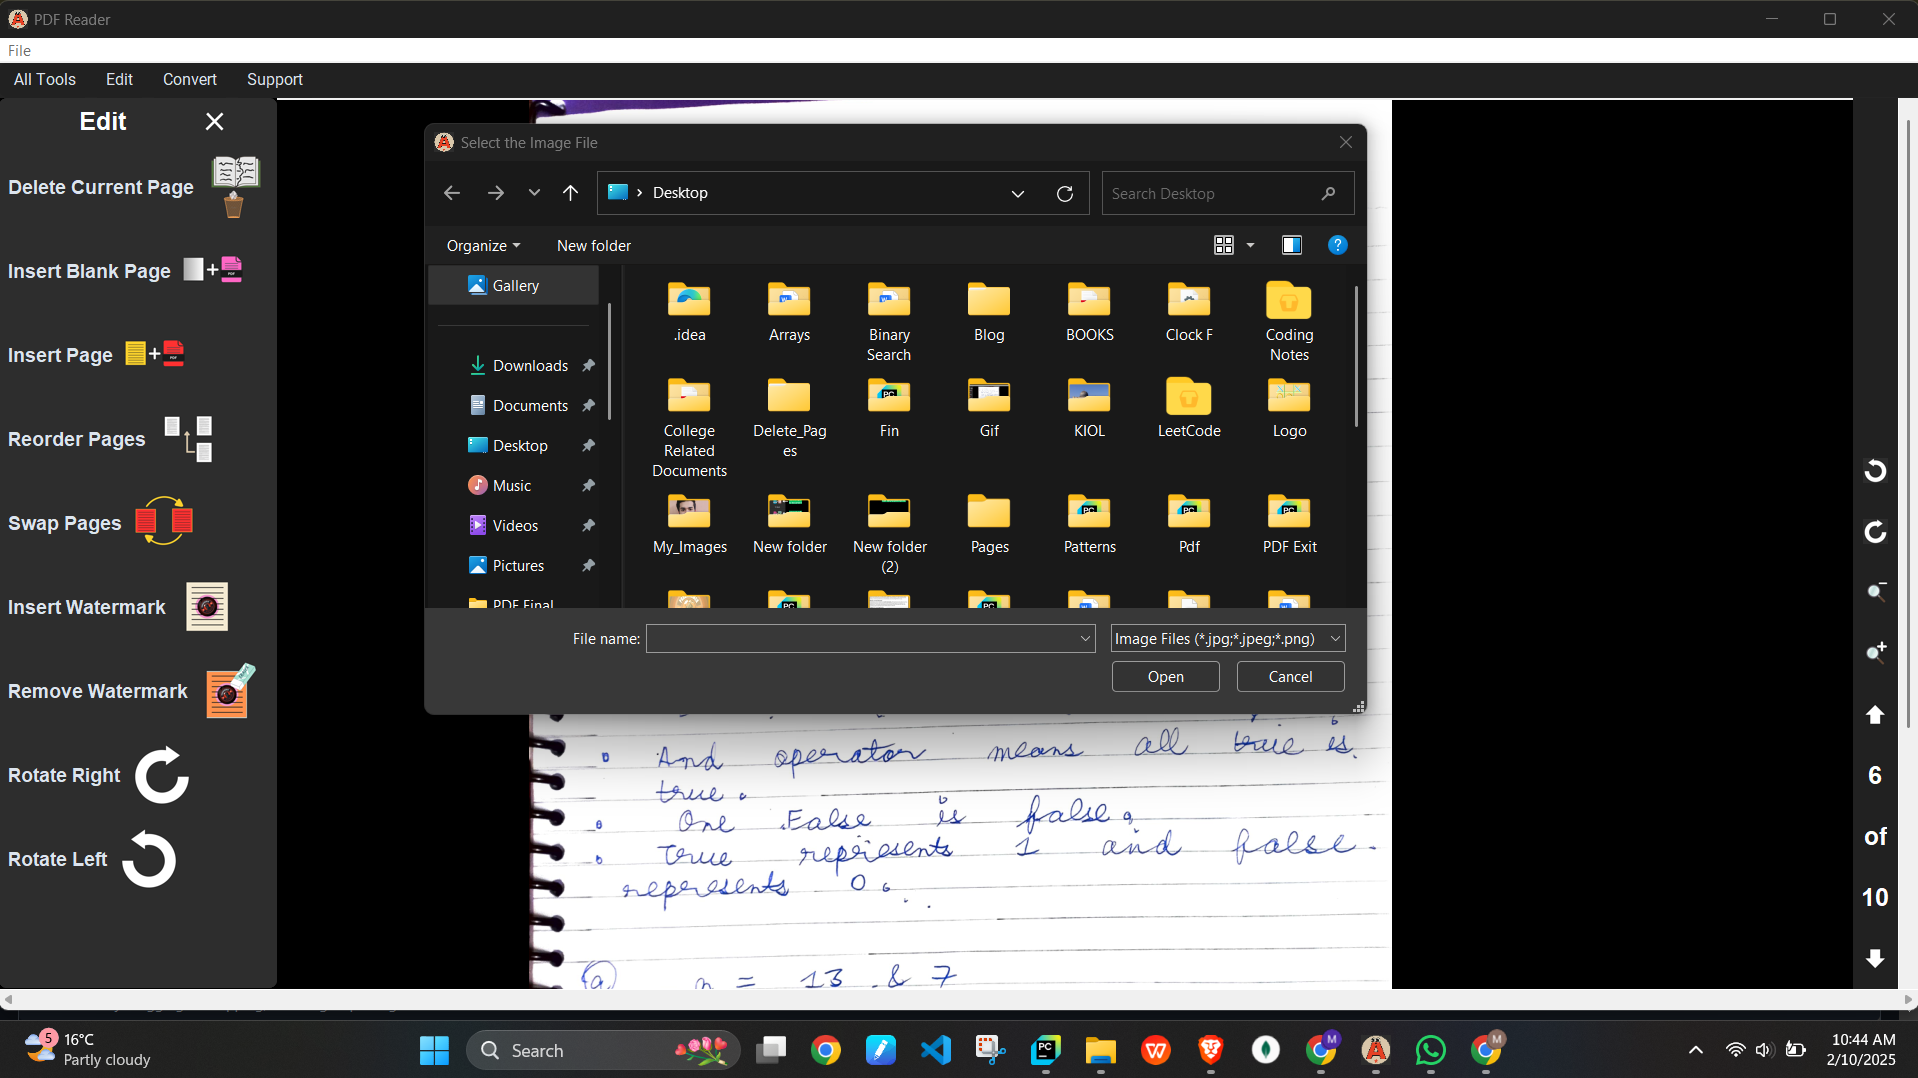 PDF Reader
File
All Tools Edit Convert Support
Edit
Delete Current Page
Insert Blank Page
Insert Page
Reorder Pages
Swap Pages
Insert Watermark
Remove Watermark
Rotate Right
Rotate Left
Select the Image File
Desktop
Search Desktop
Organize New folder
Gallery
Downloads
Documents
Desktop
Music
Videos
Pictures
PDF Final
.idea Arrays Binary Search Blog BOOKS Clock F Coding Notes
College Related Documents Delete_Pages Fin Gif KIOL LeetCode Logo
My_Images New folder New folder (2) Pages Patterns Pdf PDF Exit
File name:
Image Files (*.jpg;*.jpeg;*.png)
Open Cancel
And operator means all true is
true.
One False is false.
True represents 1 and false.
represents 0.
a n = 13 & 7
6
of
10
5
16°C
Partly cloudy
Search
10:44 AM
2/10/2025